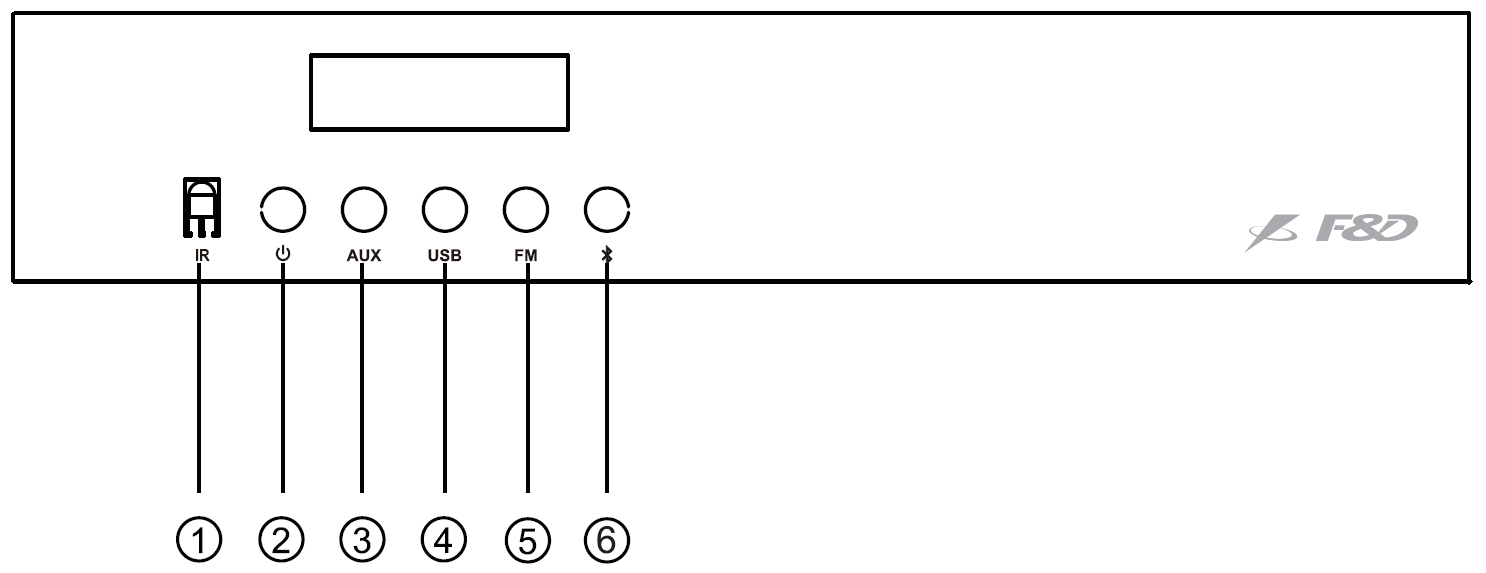 F&D
IR AUX USB FM
① ② ③ ④ ⑤ ⑥